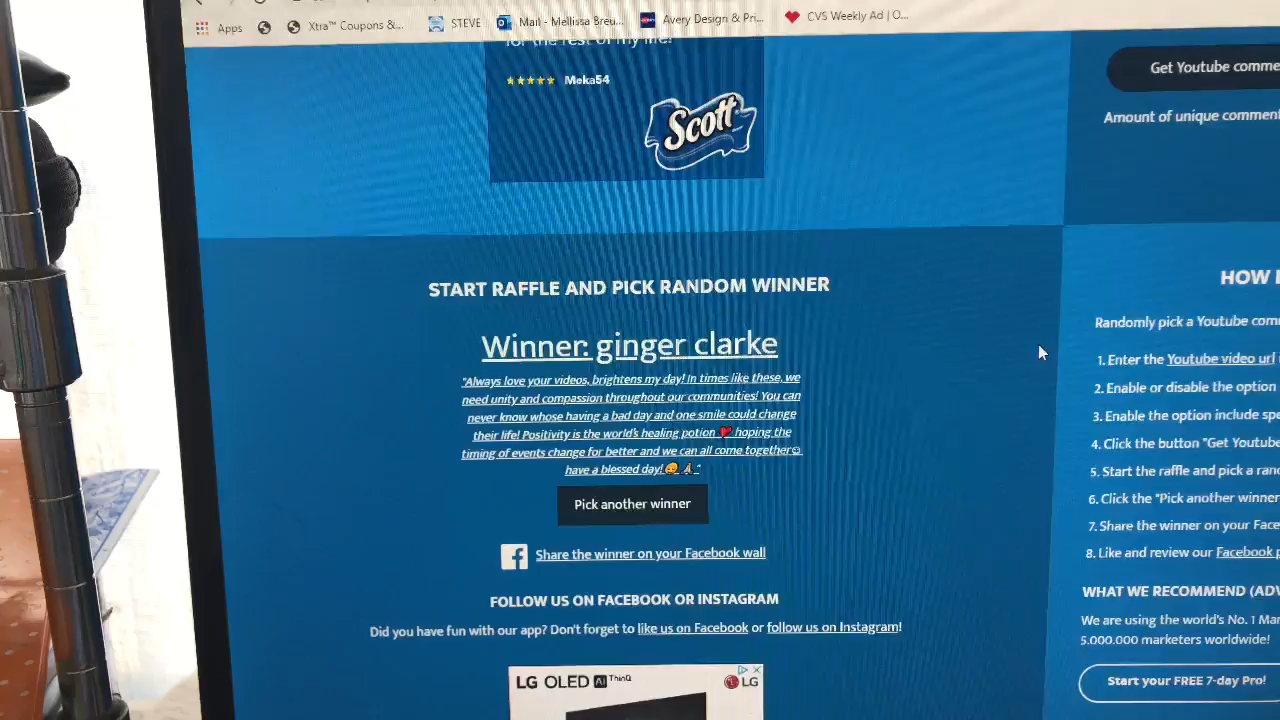 Apps Xtra™ Coupons &... STEVE Mail - Mellissa Breu... Avery Design & Pri... CVS Weekly Ad | O...
for the rest of my life!
Meka54
Scott
Get Youtube comme
Amount of unique comment
START RAFFLE AND PICK RANDOM WINNER
Winner: ginger clarke
"Always love your videos, brightens my day! In times like these, we
need unity and compassion throughout our communities! You can
never know whose having a bad day and one smile could change
their life! Positivity is the world's healing potion ❤️ hoping the
timing of events change for better and we can all come together☺
have a blessed day!😊🙏"
Pick another winner
Share the winner on your Facebook wall
FOLLOW US ON FACEBOOK OR INSTAGRAM
Did you have fun with our app? Don't forget to like us on Facebook or follow us on Instagram!
LG OLED AI ThinQ LG
HOW
Randomly pick a Youtube com
1. Enter the Youtube video url
2. Enable or disable the option
3. Enable the option include spe
4. Click the button "Get Youtube
5. Start the raffle and pick a ran
6. Click the "Pick another winner
7. Share the winner on your Face
8. Like and review our Facebook p
WHAT WE RECOMMEND (ADV
We are using the world's No. 1 Mar
5.000.000 marketers worldwide!
Start your FREE 7-day Pro!